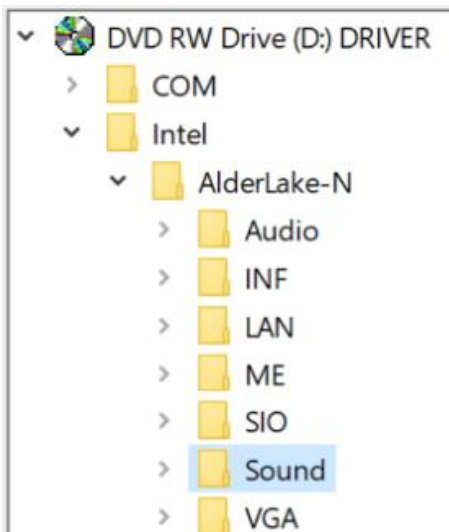 DVD RW Drive (D:) DRIVER
COM
Intel
AlderLake-N
Audio
INF
LAN
ME
SIO
Sound
VGA